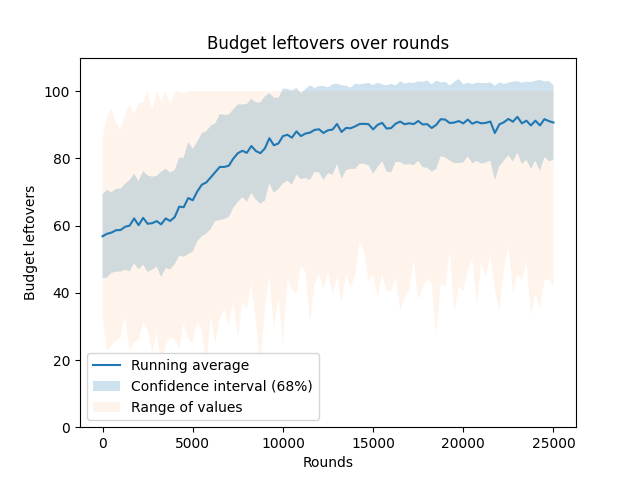 Budget leftovers over rounds
Budget leftovers
100
80
60
40
20
0
Running average
Confidence interval (68%)
Range of values
0
5000
10000
15000
20000
25000
Rounds